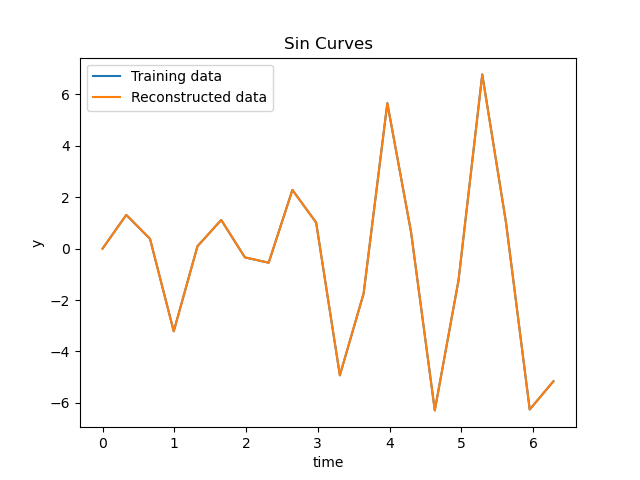 Sin Curves
Training data
Reconstructed data
6
4
2
0
−2
−4
−6
y
0 1 2 3 4 5 6
time